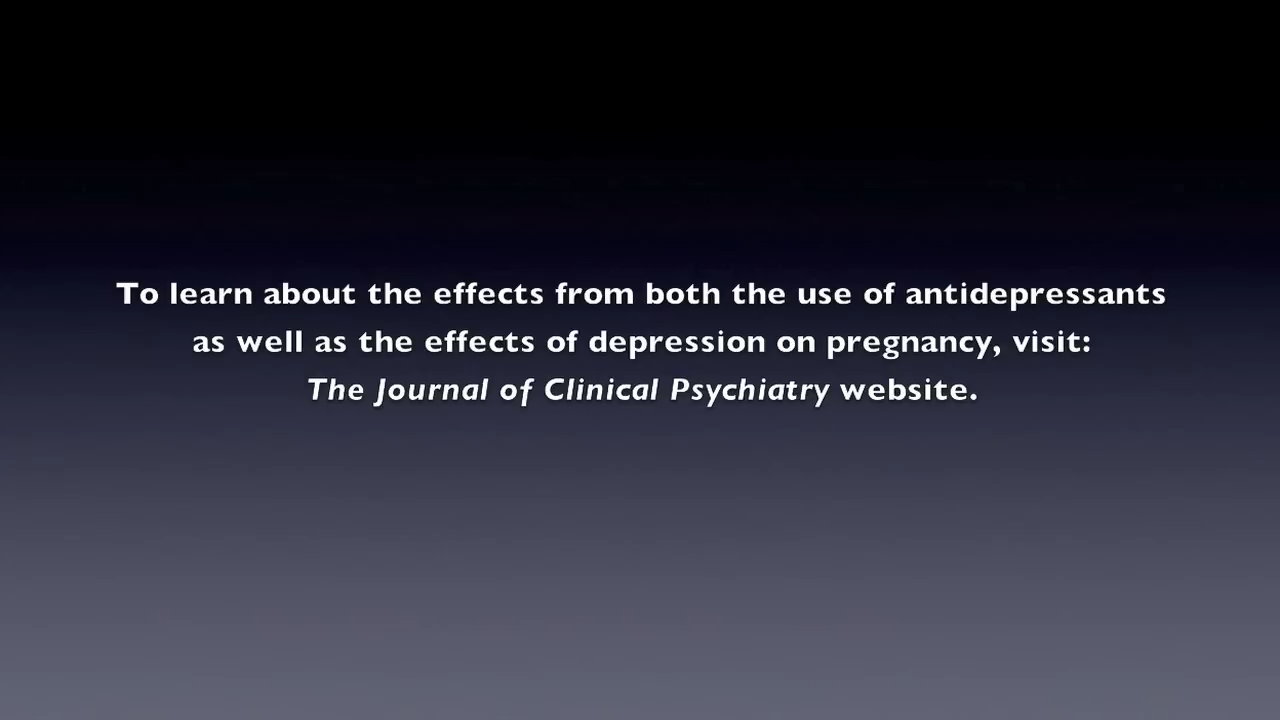 To learn about the effects from both the use of antidepressants
as well as the effects of depression on pregnancy, visit:
The Journal of Clinical Psychiatry website.